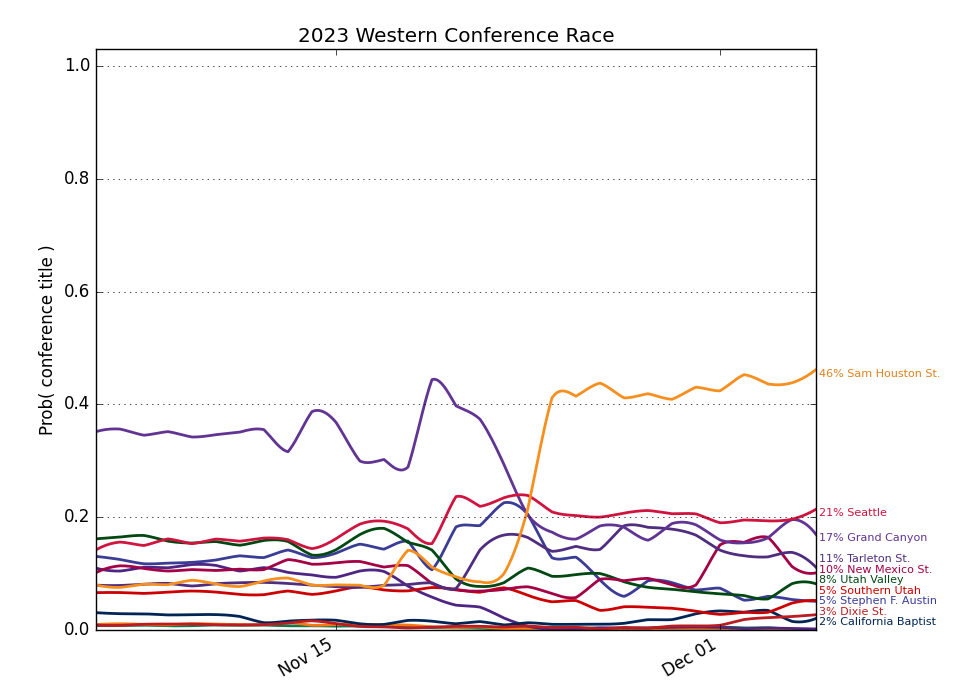 2023 Western Conference Race
Prob( conference title )
1.0
0.8
0.6
0.4
0.2
0.0
Nov 15
Dec 01
46% Sam Houston St.
21% Seattle
17% Grand Canyon
11% Tarleton St.
10% New Mexico St.
8% Utah Valley
5% Southern Utah
5% Stephen F. Austin
3% Dixie St.
2% California Baptist